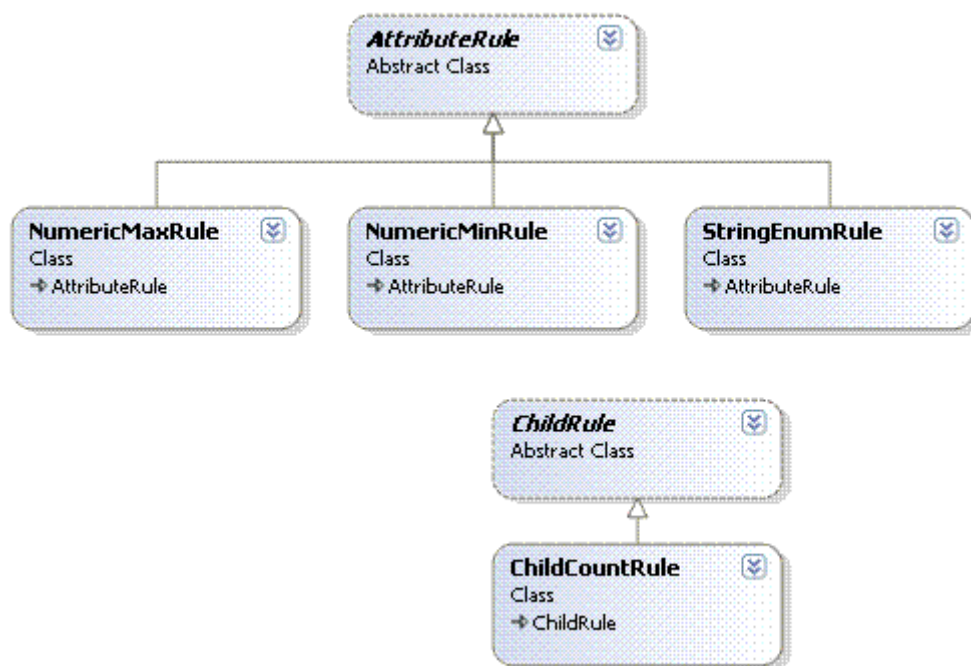 AttributeRule
Abstract Class
NumericMaxRule
Class
AttributeRule
NumericMinRule
Class
AttributeRule
StringEnumRule
Class
AttributeRule
ChildRule
Abstract Class
ChildCountRule
Class
ChildRule